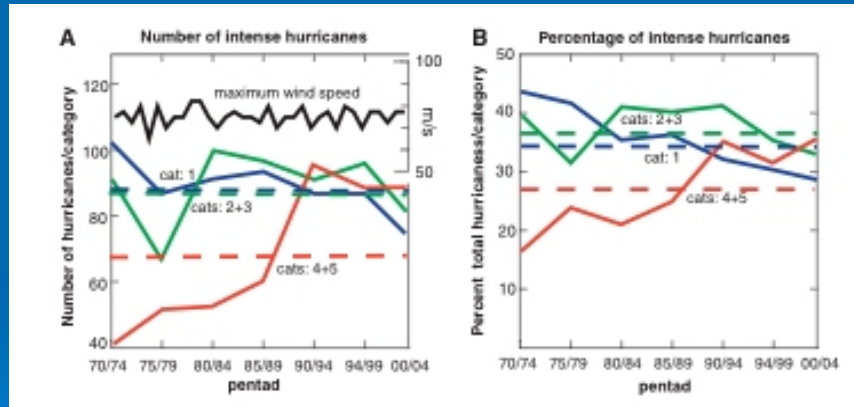 A Number of intense hurricanes
Number of hurricanes/category
120
100
80
60
40
100
50
m/s
maximum wind speed
cat: 1
cats: 2+3
cats: 4+5
70/74 75/79 80/84 85/89 90/94 94/99 00/04
pentad
B Percentage of intense hurricanes
Percent total hurricaness/category
50
40
30
20
10
cats: 2+3
cat: 1
cats: 4+5
70/74 75/79 80/84 85/89 90/94 94/99 00/04
pentad